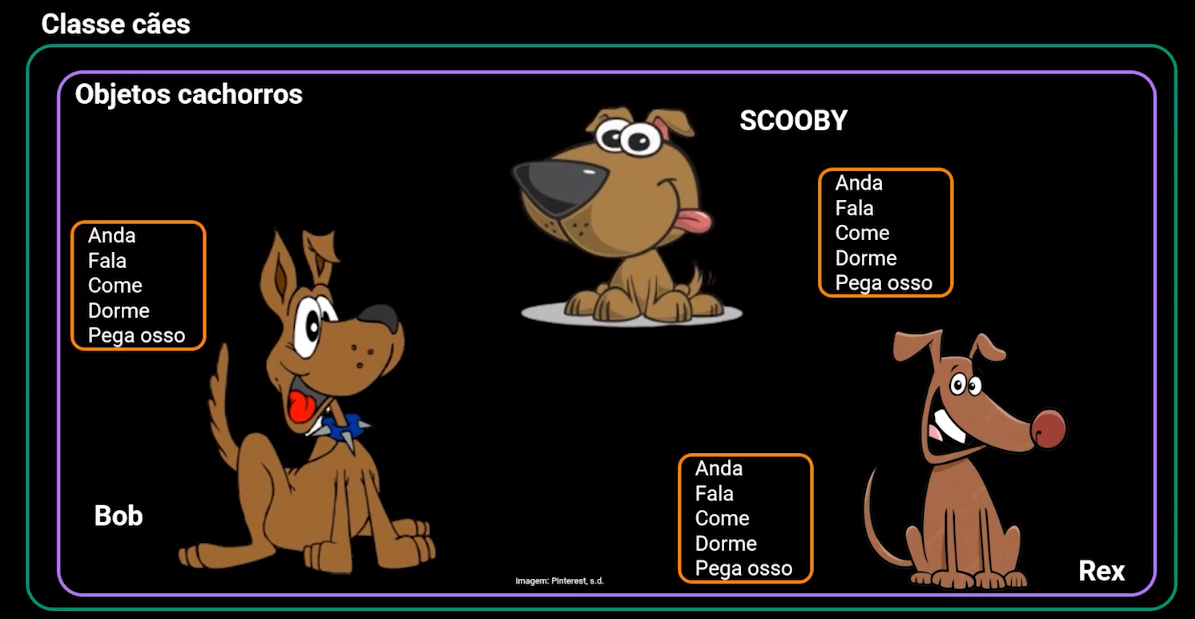 Classe cães
Objetos cachorros
SCOOBY
Anda
Fala
Come
Dorme
Pega osso
Anda
Fala
Come
Dorme
Pega osso
Bob
Anda
Fala
Come
Dorme
Pega osso
Rex
Imagem: Pinterest, s.d.